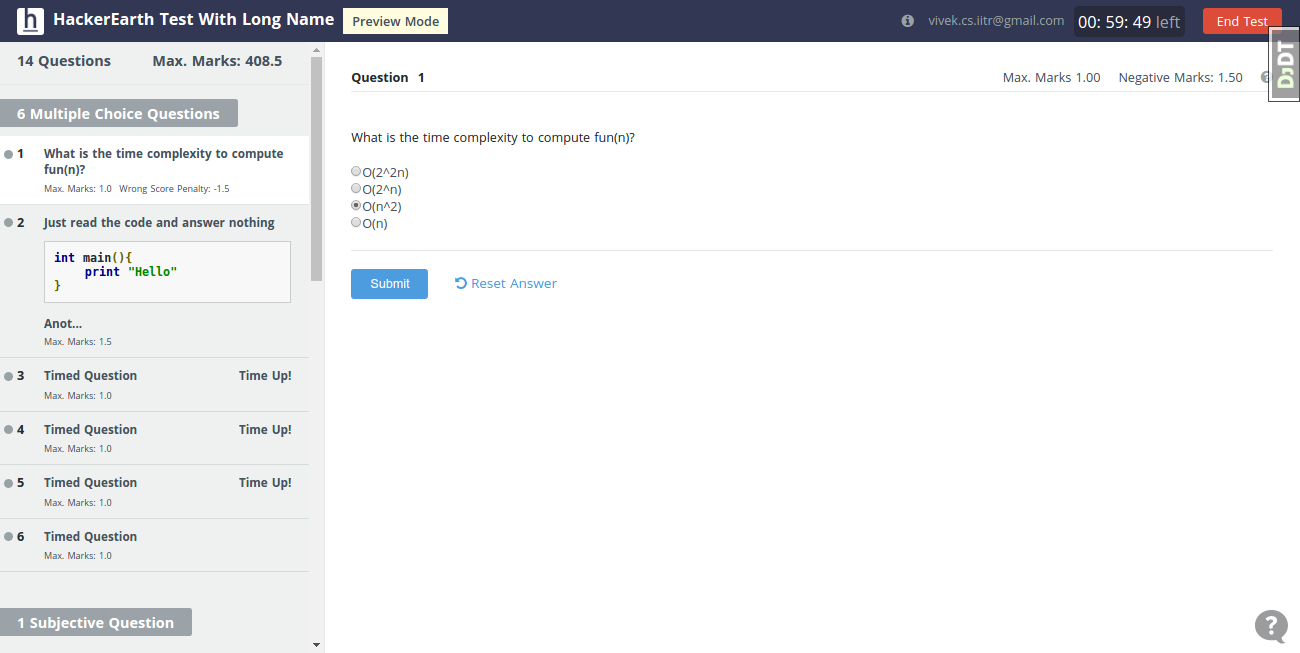 h HackerEarth Test With Long Name Preview Mode vivek.cs.iitr@gmail.com 00: 59: 49 left End Test
DJDT
14 Questions Max. Marks: 408.5
6 Multiple Choice Questions
1 What is the time complexity to compute
fun(n)?
Max. Marks: 1.0 Wrong Score Penalty: -1.5
2 Just read the code and answer nothing
int main(){
print "Hello"
}
Anot...
Max. Marks: 1.5
3 Timed Question Time Up!
Max. Marks: 1.0
4 Timed Question Time Up!
Max. Marks: 1.0
5 Timed Question Time Up!
Max. Marks: 1.0
6 Timed Question
Max. Marks: 1.0
1 Subjective Question
Question 1 Max. Marks 1.00 Negative Marks: 1.50
What is the time complexity to compute fun(n)?
O(2^2n)
O(2^n)
O(n^2)
O(n)
Submit Reset Answer
?